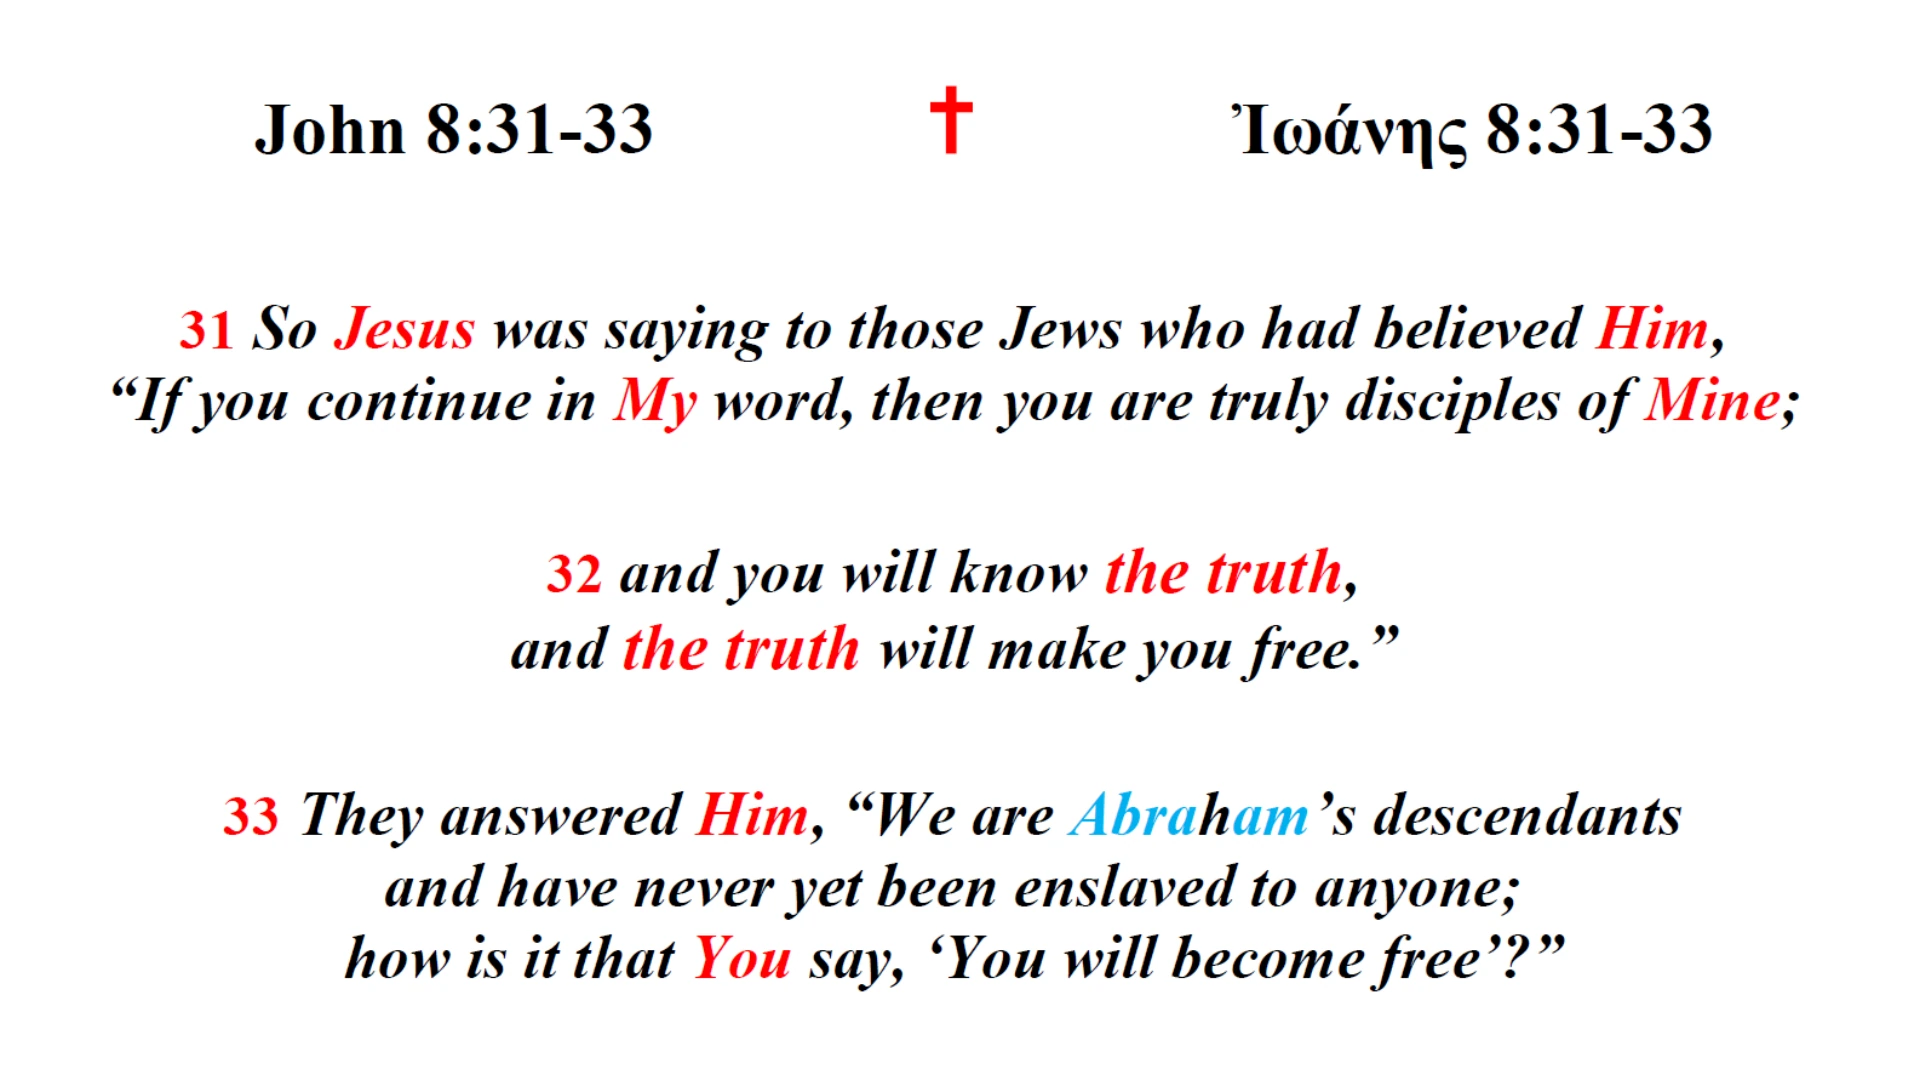 John 8:31-33 ✝ Ἰωάνης 8:31-33
31 So Jesus was saying to those Jews who had believed Him,
“If you continue in My word, then you are truly disciples of Mine;
32 and you will know the truth,
and the truth will make you free.”
33 They answered Him, “We are Abraham’s descendants
and have never yet been enslaved to anyone;
how is it that You say, ‘You will become free’?”